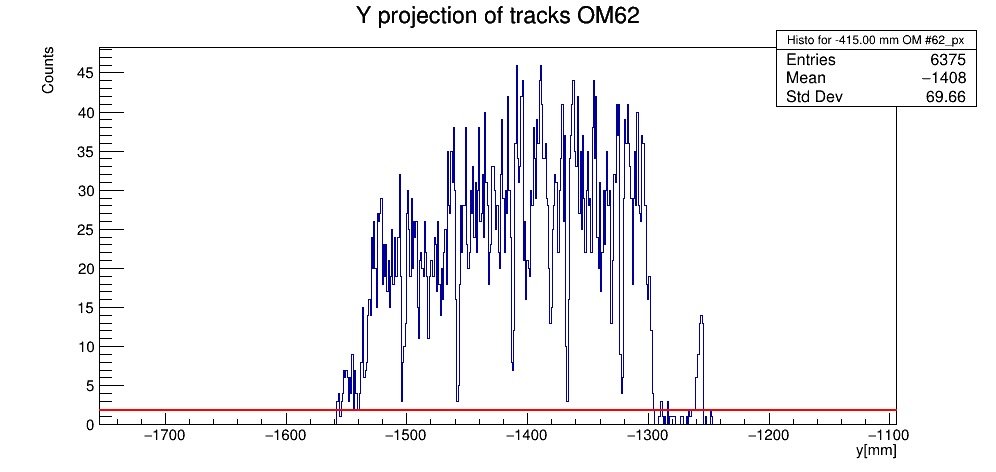 Y projection of tracks OM62
Histo for -415.00 mm OM #62_px
Entries 6375
Mean −1408
Std Dev 69.66
Counts
45
40
35
30
25
20
15
10
5
0
−1700 −1600 −1500 −1400 −1300 −1200 −1100
y[mm]